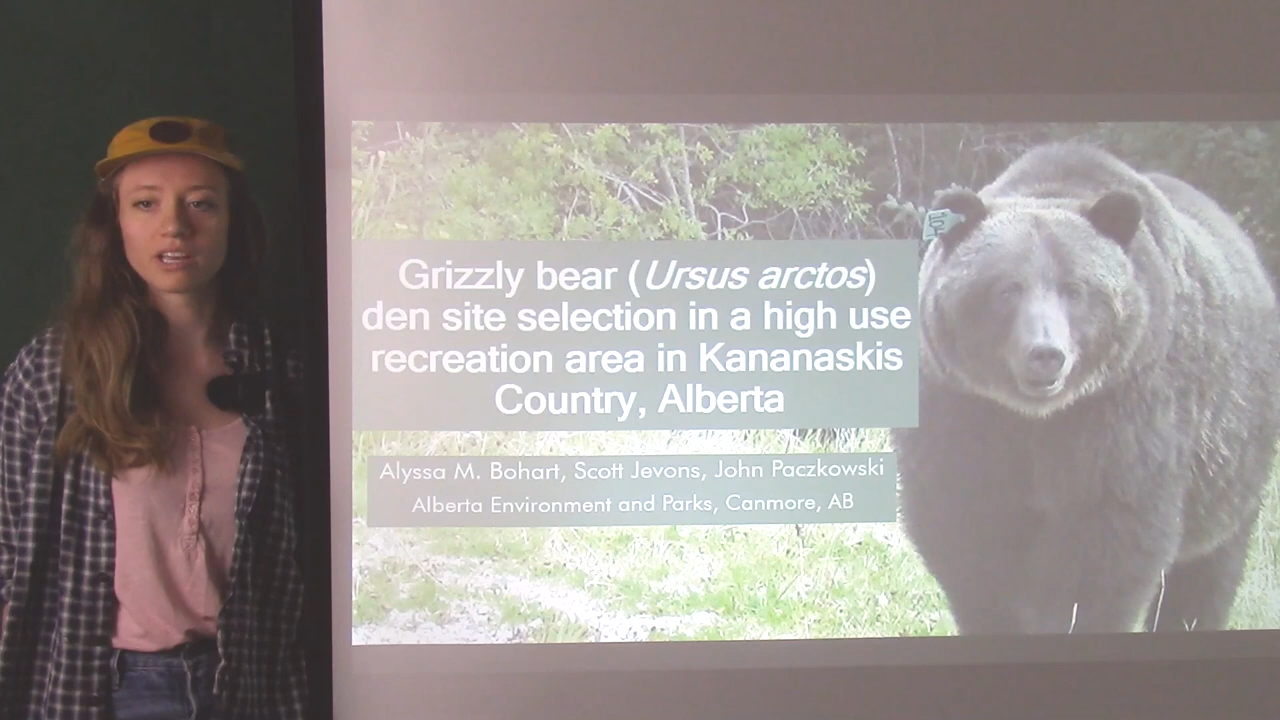 Grizzly bear (Ursus arctos)
den site selection in a high use
recreation area in Kananaskis
Country, Alberta
Alyssa M. Bohart, Scott Jevons, John Paczkowski
Alberta Environment and Parks, Canmore, AB